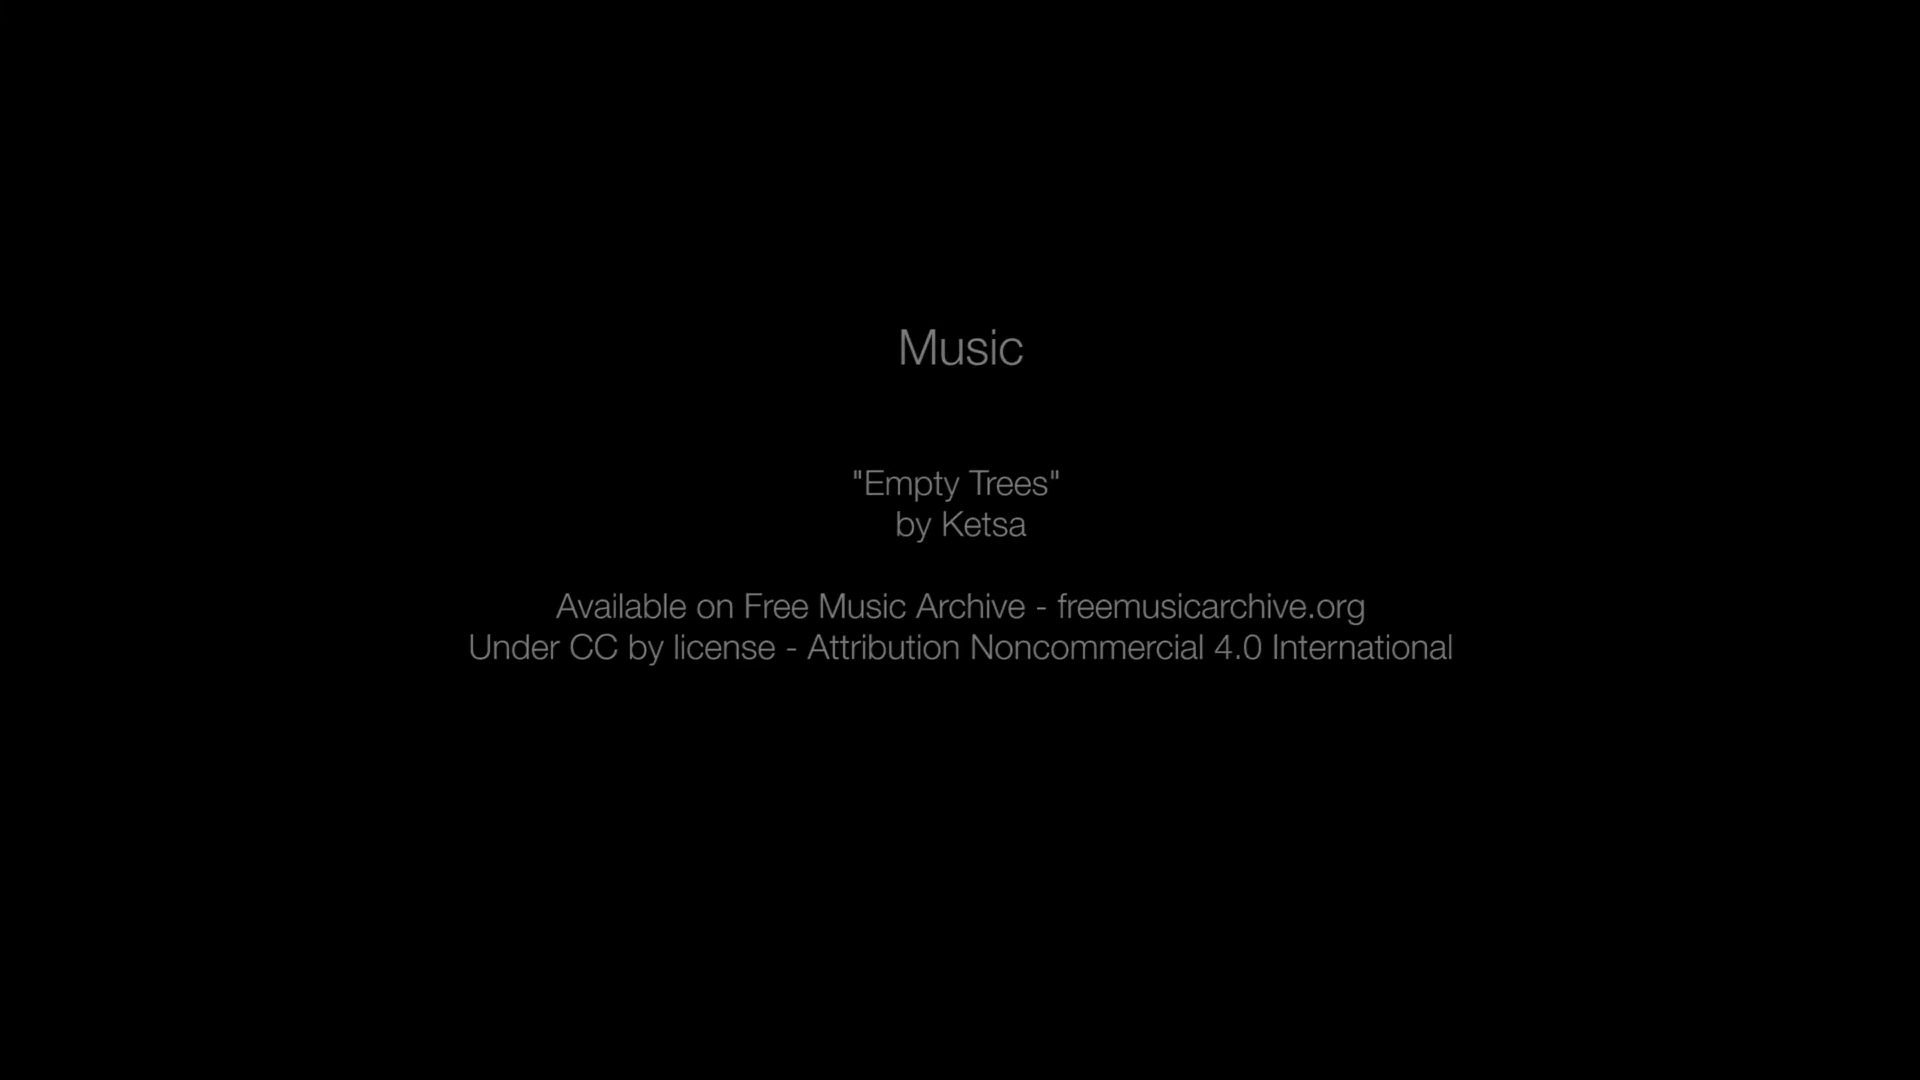 Music
"Empty Trees"
by Ketsa
Available on Free Music Archive - freemusicarchive.org
Under CC by license - Attribution Noncommercial 4.0 International